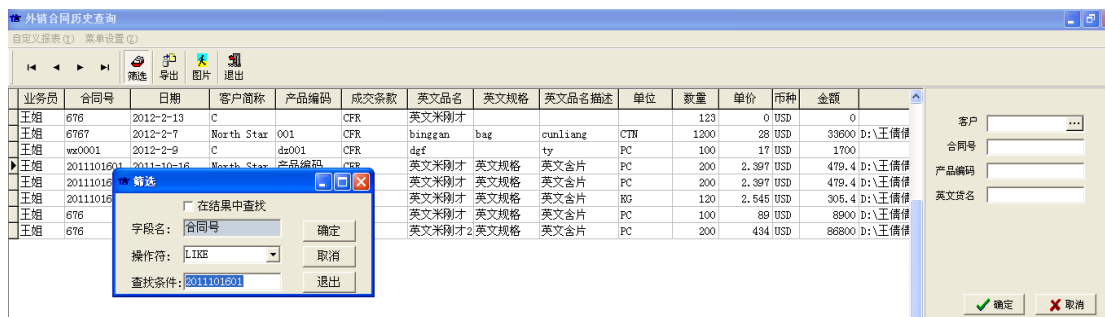 外销合同历史查询
自定义报表(Y) 菜单设置(Z)
筛选 导出 图片 退出
业务员 合同号 日期 客户简称 产品编码 成交条款 英文品名 英文规格 英文品名描述 单位 数量 单价 币种 金额
王姐 676 2012-2-13 C CFR 英文米刚才 123 0 USD 0
王姐 6767 2012-2-7 North Star 001 CFR binggan bag cunliang CTN 1200 28 USD 33600 D:\王倩倩
王姐 wx0001 2012-2-9 C dz001 CFR dgf ty PC 100 17 USD 1700
王姐 2011101601 2011-10-16 North Star 产品编码 CFR 英文米刚才 英文规格 英文含片 PC 200 2.397 USD 479.4 D:\王倩倩
王姐 20111016 英文米刚才 英文规格 英文含片 PC 200 2.397 USD 479.4 D:\王倩倩
王姐 20111016 英文米刚才 英文规格 英文含片 KG 120 2.545 USD 305.4 D:\王倩倩
王姐 676 英文米刚才 英文规格 英文含片 PC 100 89 USD 8900 D:\王倩倩
王姐 676 英文米刚才2 英文规格 英文含片 PC 200 434 USD 86800 D:\王倩倩
筛选
在结果中查找
字段名: 合同号 确定
操作符: LIKE 取消
查找条件: 2011101601 退出
客户 ...
合同号
产品编码
英文货名
确定 取消